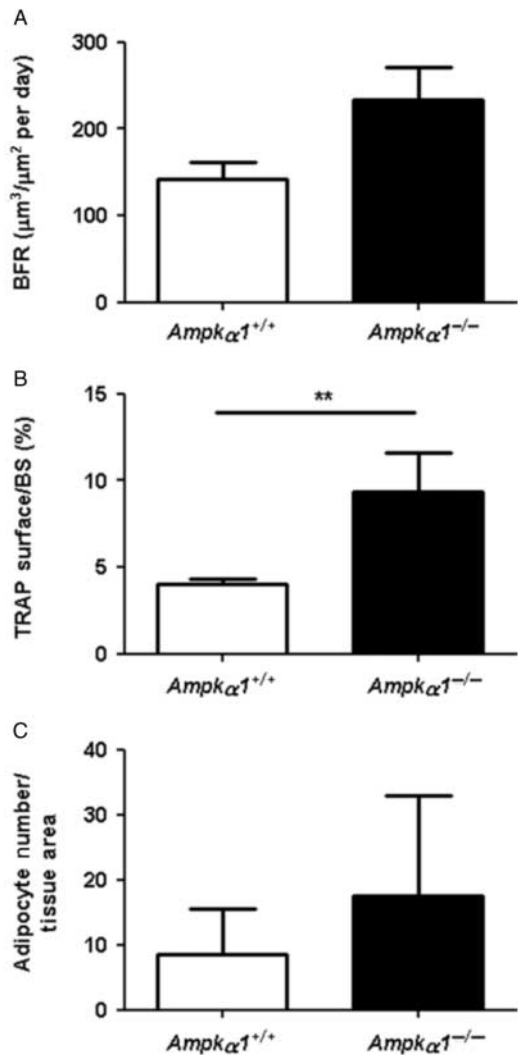 A
BFR (μm³/μm² per day)
300
200
100
0
Ampkα1⁺/⁺
Ampkα1⁻/⁻
B
TRAP surface/BS (%)
15
10
5
0
**
Ampkα1⁺/⁺
Ampkα1⁻/⁻
C
Adipocyte number/
tissue area
40
30
20
10
0
Ampkα1⁺/⁺
Ampkα1⁻/⁻